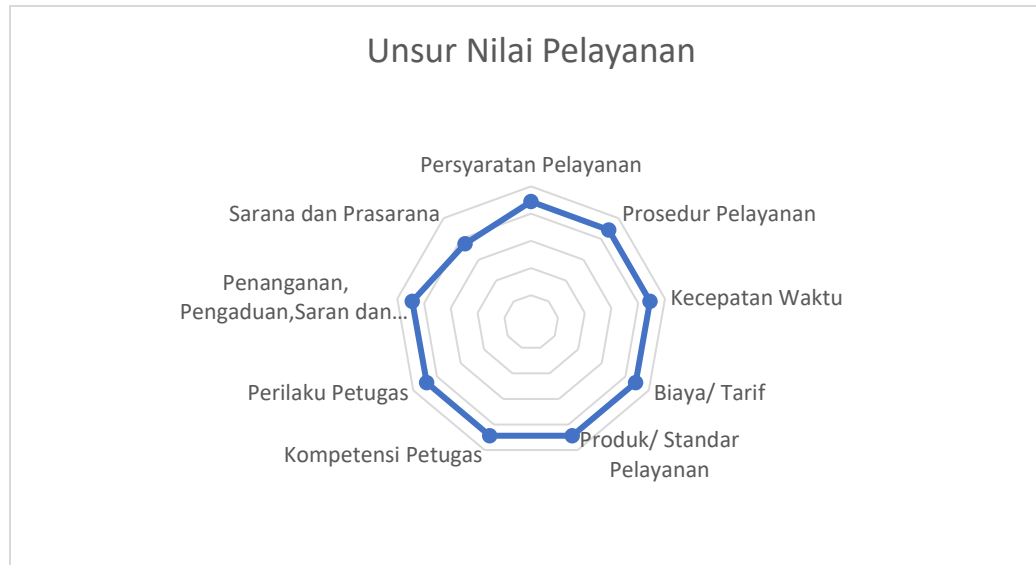 Unsur Nilai Pelayanan
Persyaratan Pelayanan
Prosedur Pelayanan
Kecepatan Waktu
Biaya/ Tarif
Produk/ Standar
Pelayanan
Kompetensi Petugas
Perilaku Petugas
Penanganan,
Pengaduan,Saran dan...
Sarana dan Prasarana